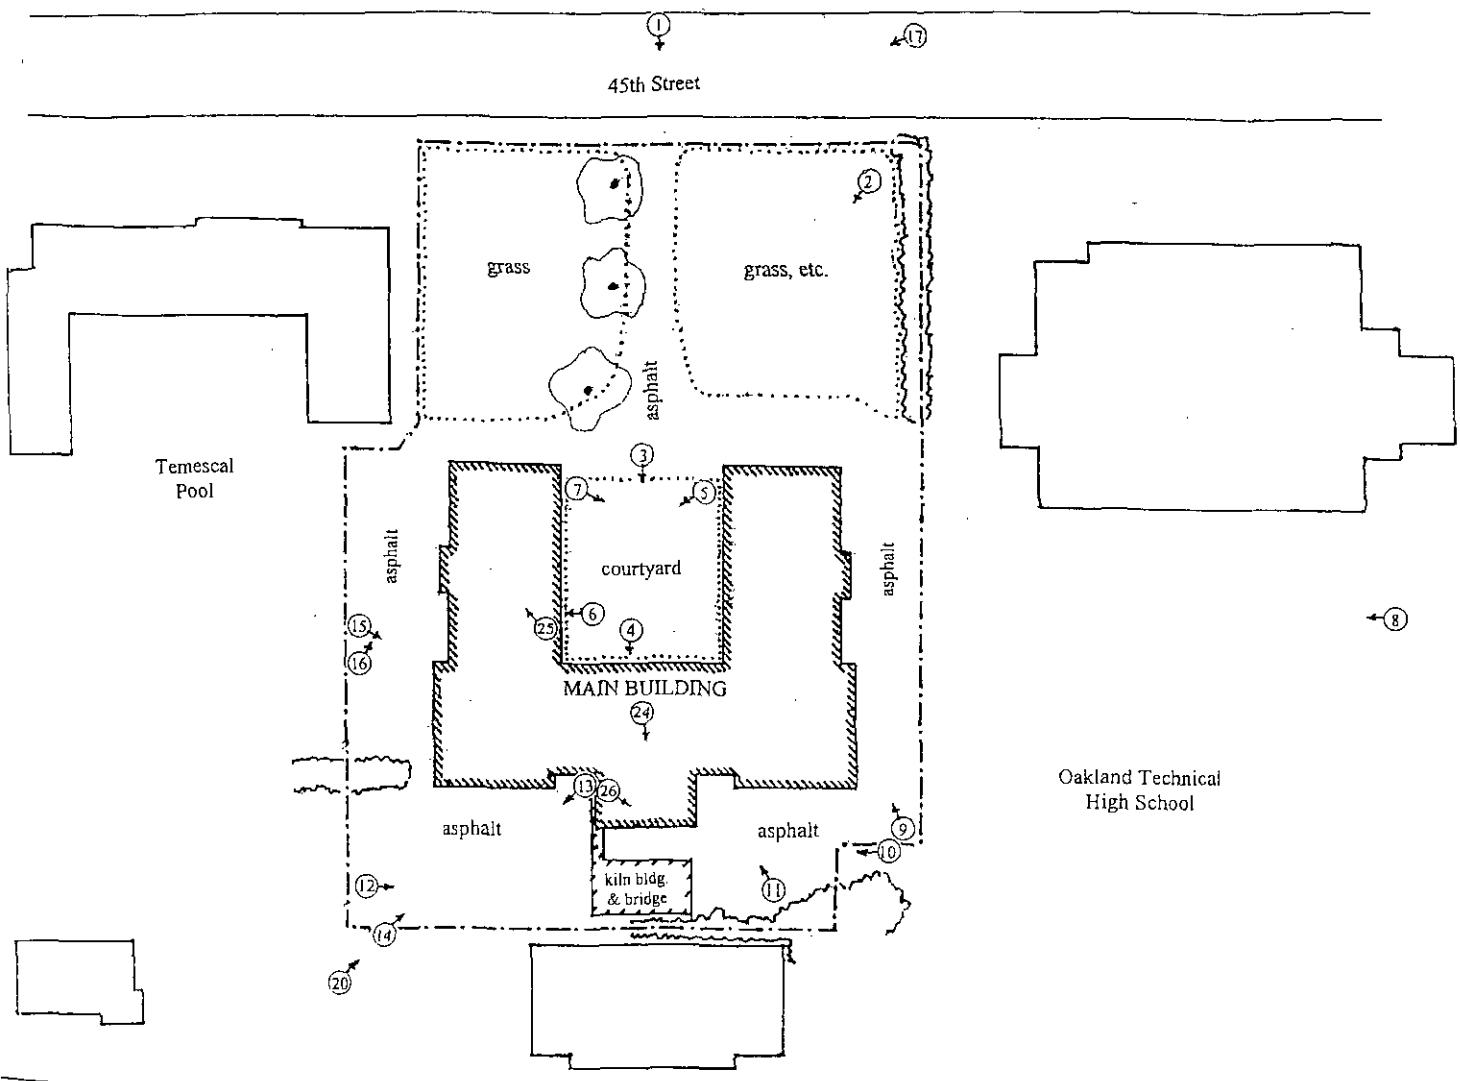 1
17
45th Street
2
grass
grass, etc.
asphalt
Temescal
Pool
3
7
5
courtyard
asphalt
asphalt
6
4
25
15
16
8
MAIN BUILDING
24
Oakland Technical
High School
13
26
asphalt
asphalt
9
10
12
kiln bldg.
& bridge
11
14
20